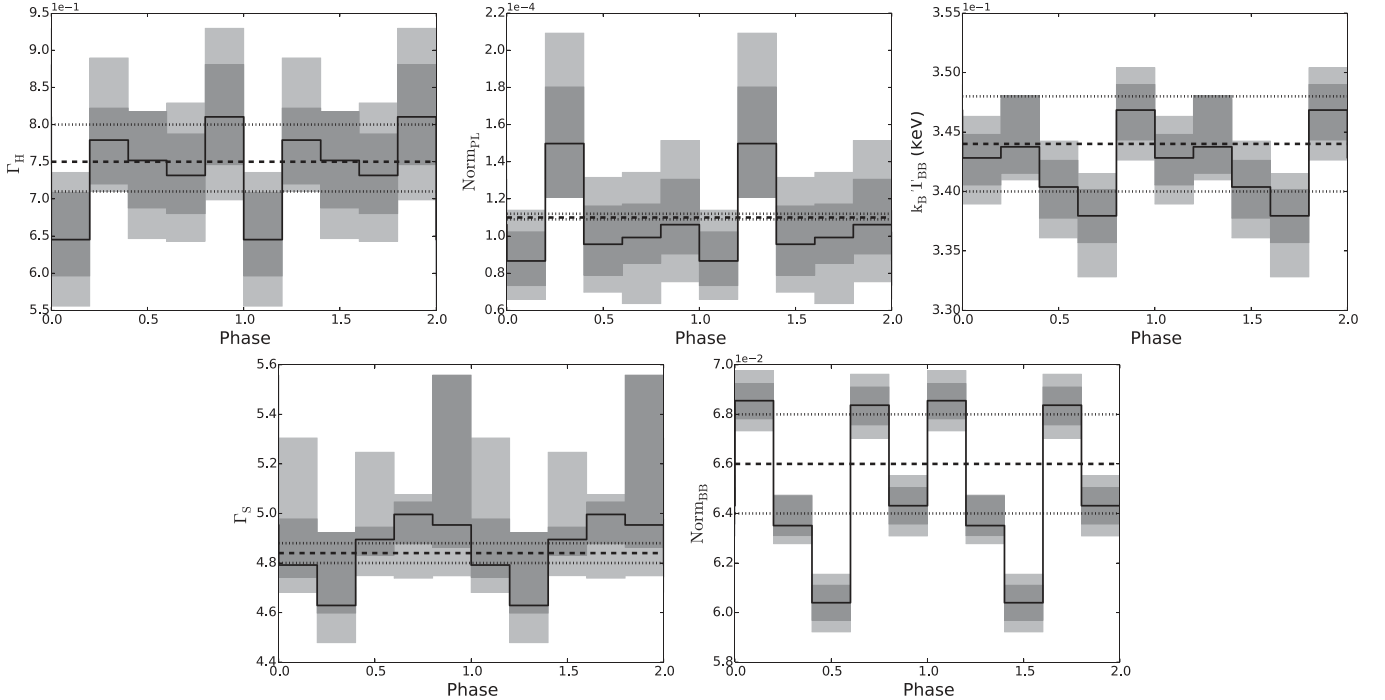 1e−1
9.5
9.0
8.5
8.0
7.5
7.0
6.5
6.0
5.5
Γ_H
0.0 0.5 1.0 1.5 2.0
Phase
1e−4
2.2
2.0
1.8
1.6
1.4
1.2
1.0
0.8
0.6
Norm_PL
0.0 0.5 1.0 1.5 2.0
Phase
1e−1
3.55
3.50
3.45
3.40
3.35
3.30
k_B T_BB (keV)
0.0 0.5 1.0 1.5 2.0
Phase
5.6
5.4
5.2
5.0
4.8
4.6
4.4
Γ_S
0.0 0.5 1.0 1.5 2.0
Phase
1e−2
7.0
6.8
6.6
6.4
6.2
6.0
5.8
Norm_BB
0.0 0.5 1.0 1.5 2.0
Phase